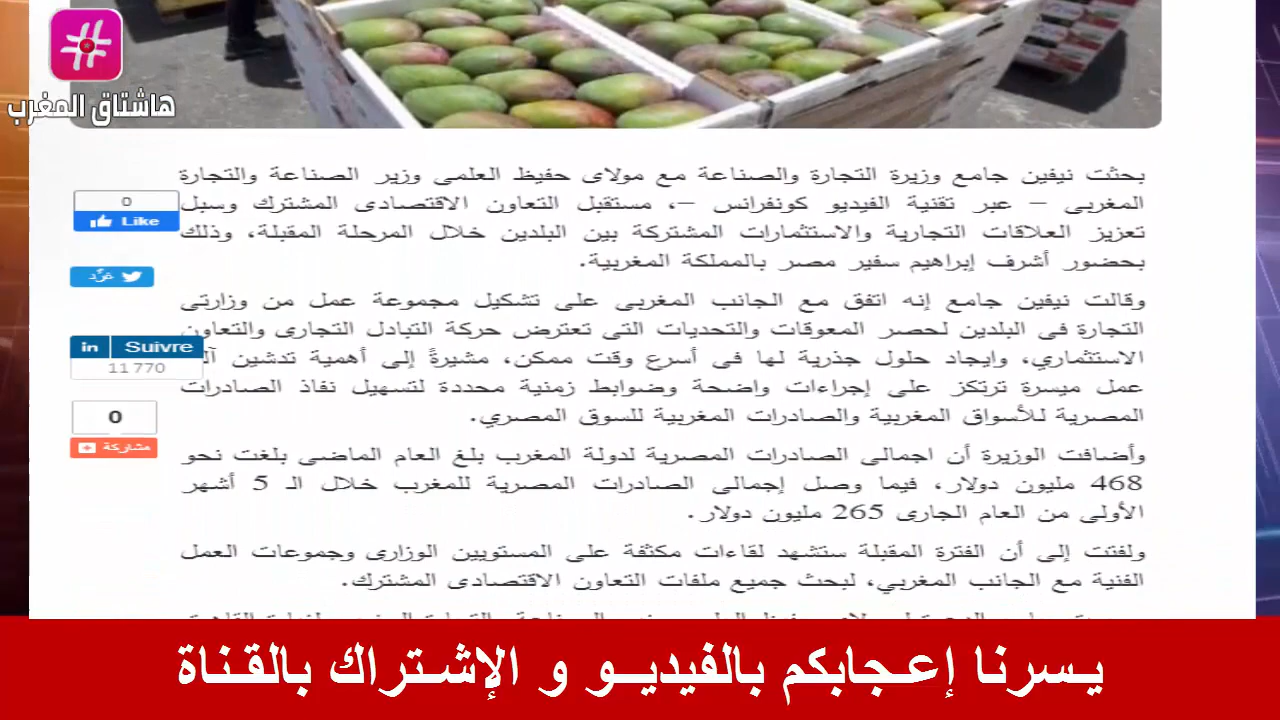 هاشتاق المغرب
بحثت نيفين جامع وزيرة التجارة والصناعة مع مولاى حفيظ العلمى وزير الصناعة والتجارة
المغربى – عبر تقنية الفيديو كونفرانس –، مستقبل التعاون الاقتصادى المشترك وسبل
تعزيز العلاقات التجارية والاستثمارات المشتركة بين البلدين خلال المرحلة المقبلة، وذلك
بحضور أشرف إبراهيم سفير مصر بالمملكة المغربية.
وقالت نيفين جامع إنه اتفق مع الجانب المغربى على تشكيل مجموعة عمل من وزارتى
التجارة فى البلدين لحصر المعوقات والتحديات التى تعترض حركة التبادل التجارى والتعاون
الاستثماري، وايجاد حلول جذرية لها فى أسرع وقت ممكن، مشيرةً إلى أهمية تدشين
عمل ميسرة ترتكز على إجراءات واضحة وضوابط زمنية محددة لتسهيل نفاذ الصادرات
المصرية للأسواق المغربية والصادرات المغربية للسوق المصري.
وأضافت الوزيرة أن اجمالى الصادرات المصرية لدولة المغرب بلغ العام الماضى بلغت نحو
468 مليون دولار، فيما وصل إجمالى الصادرات المصرية للمغرب خلال الـ 5 أشهر
الأولى من العام الجارى 265 مليون دولار.
ولفتت إلى أن الفترة المقبلة ستشهد لقاءات مكثفة على المستويين الوزارى وجموعات العمل
الفنية مع الجانب المغربي، لبحث جميع ملفات التعاون الاقتصادى المشترك.
0
Like
غرّد
in Suivre
11 770
0
مشاركة
يـسرنا إعـجابكم بالفيديــو و الإشـتراك بالقـناة